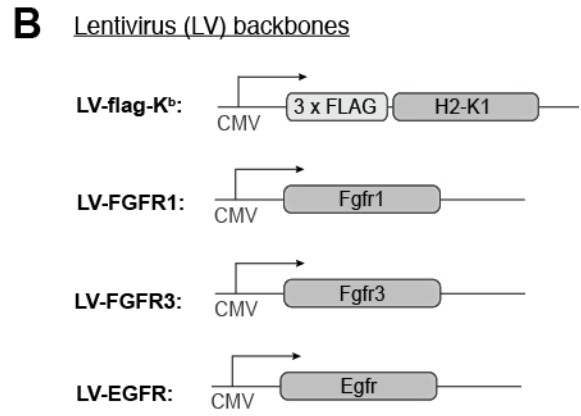 B Lentivirus (LV) backbones
LV-flag-Kᵇ: 3 x FLAG H2-K1
CMV
LV-FGFR1: Fgfr1
CMV
LV-FGFR3: Fgfr3
CMV
LV-EGFR: Egfr
CMV